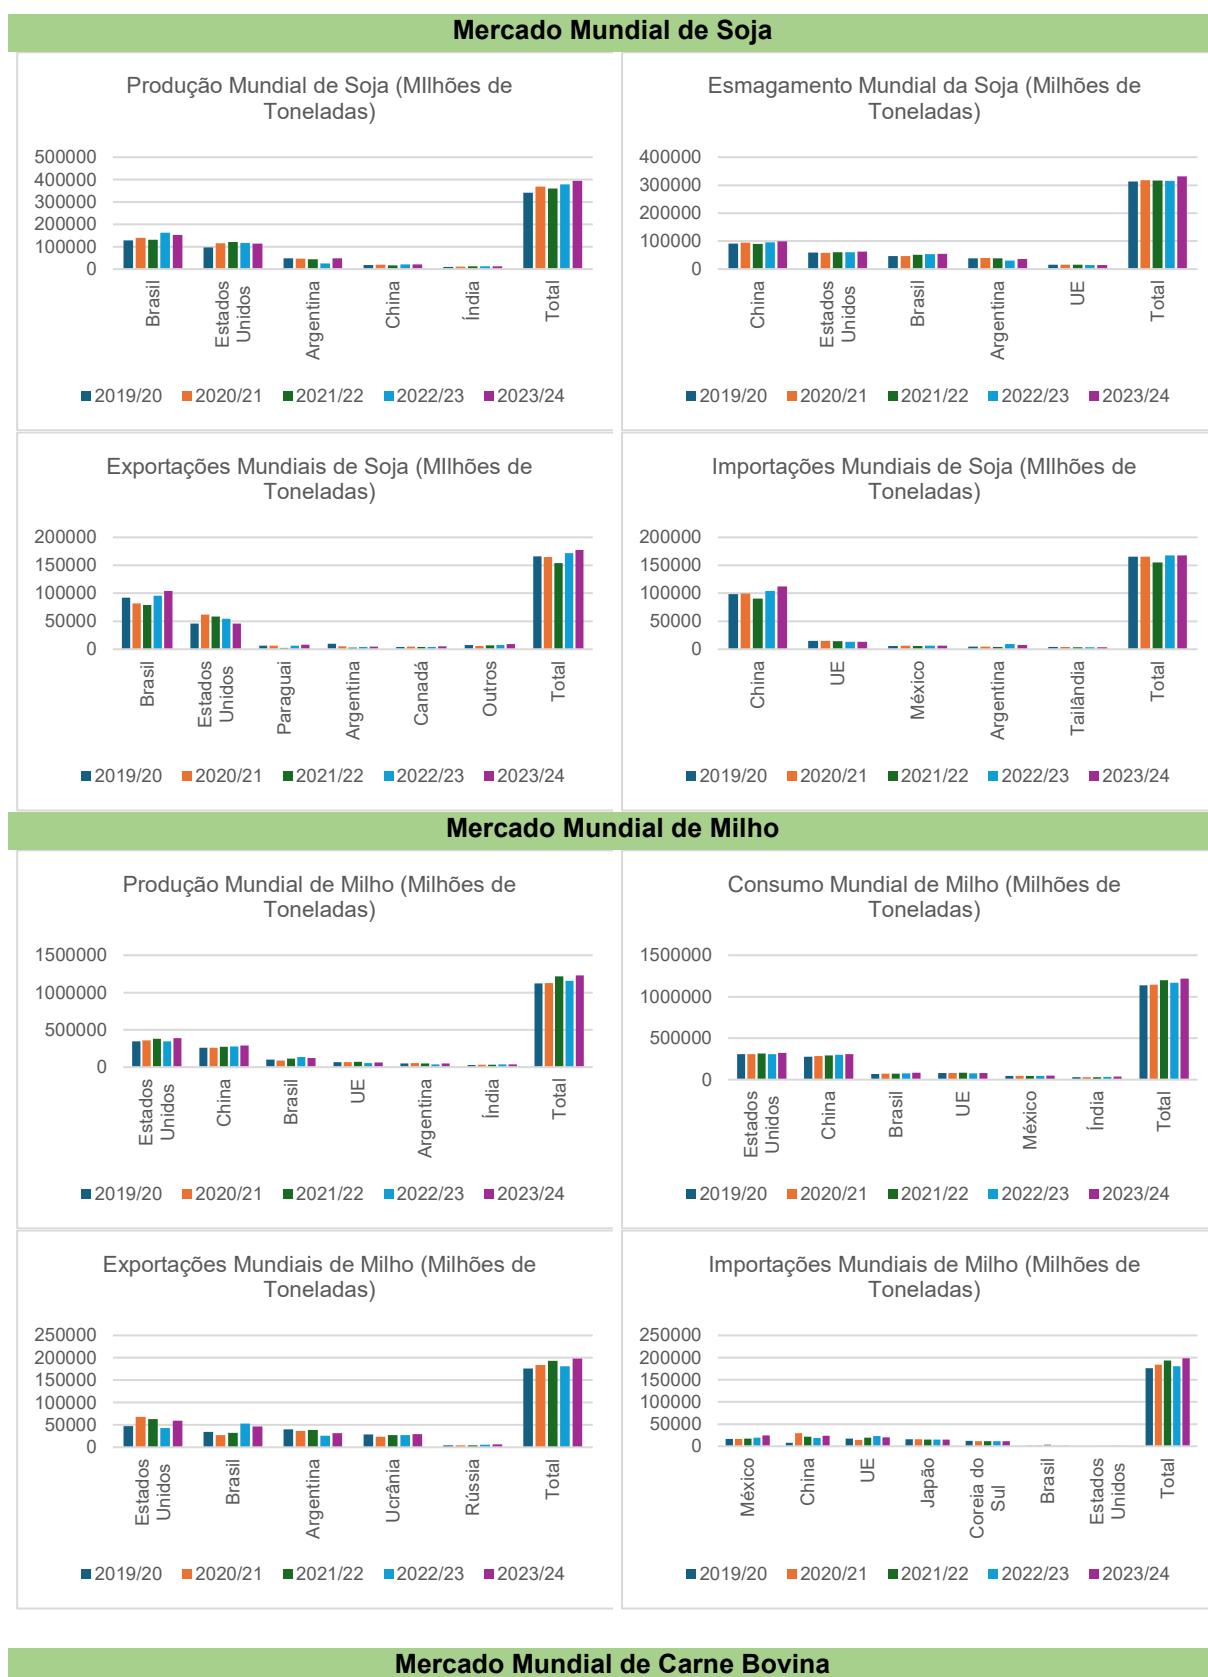 Mercado Mundial de Soja
Produção Mundial de Soja (MIlhões de
Toneladas)
500000
400000
300000
200000
100000
0
Brasil
Estados
Unidos
Argentina
China
Índia
Total
2019/20 2020/21 2021/22 2022/23 2023/24
Esmagamento Mundial da Soja (Milhões de
Toneladas)
400000
300000
200000
100000
0
China
Estados
Unidos
Brasil
Argentina
UE
Total
2019/20 2020/21 2021/22 2022/23 2023/24
Exportações Mundiais de Soja (MIlhões de
Toneladas)
200000
150000
100000
50000
0
Brasil
Estados
Unidos
Paraguai
Argentina
Canadá
Outros
Total
2019/20 2020/21 2021/22 2022/23 2023/24
Importações Mundiais de Soja (MIlhões de
Toneladas)
200000
150000
100000
50000
0
China
UE
México
Argentina
Tailândia
Total
2019/20 2020/21 2021/22 2022/23 2023/24
Mercado Mundial de Milho
Produção Mundial de Milho (Milhões de
Toneladas)
1500000
1000000
500000
0
Estados
Unidos
China
Brasil
UE
Argentina
Índia
Total
2019/20 2020/21 2021/22 2022/23 2023/24
Consumo Mundial de Milho (Milhões de
Toneladas)
1500000
1000000
500000
0
Estados
Unidos
China
Brasil
UE
México
Índia
Total
2019/20 2020/21 2021/22 2022/23 2023/24
Exportações Mundiais de Milho (Milhões de
Toneladas)
250000
200000
150000
100000
50000
0
Estados
Unidos
Brasil
Argentina
Ucrânia
Rússia
Total
2019/20 2020/21 2021/22 2022/23 2023/24
Importações Mundiais de Milho (Milhões de
Toneladas)
250000
200000
150000
100000
50000
0
México
China
UE
Japão
Coreia do
Sul
Brasil
Estados
Unidos
Total
2019/20 2020/21 2021/22 2022/23 2023/24
Mercado Mundial de Carne Bovina